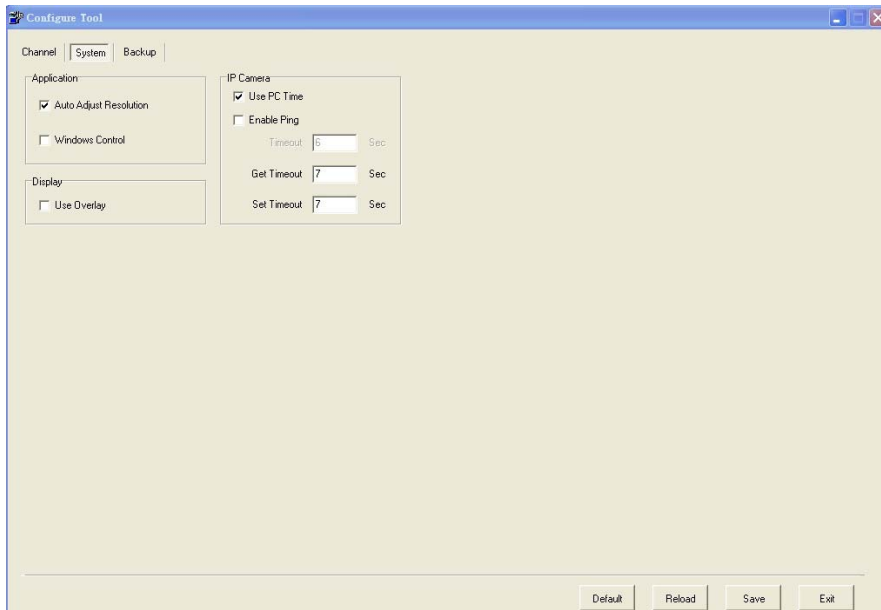 Configure Tool
Channel System Backup
Application
Auto Adjust Resolution
Windows Control
Display
Use Overlay
IP Camera
Use PC Time
Enable Ping
Timeout 6 Sec
Get Timeout 7 Sec
Set Timeout 7 Sec
Default Reload Save Exit